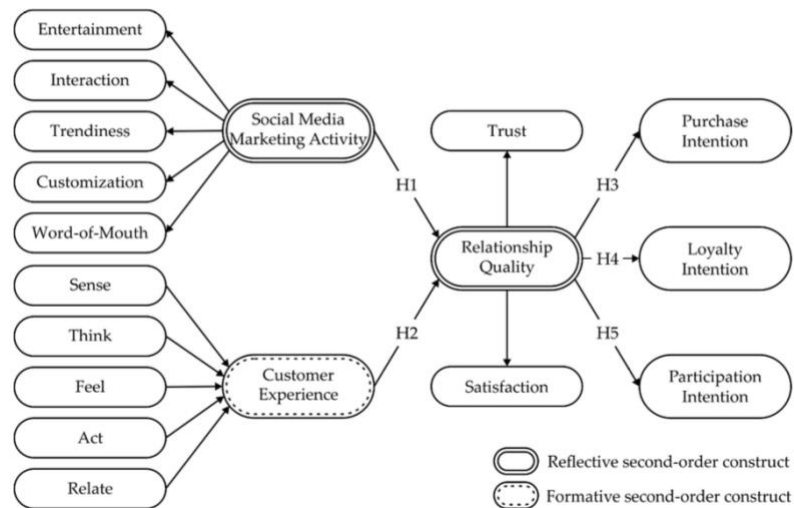 Entertainment
Interaction
Trendiness
Customization
Word-of-Mouth
Sense
Think
Feel
Act
Relate
Social Media
Marketing Activity
Customer
Experience
H1
H2
Trust
Relationship
Quality
Satisfaction
H3
H4
H5
Purchase
Intention
Loyalty
Intention
Participation
Intention
Reflective second-order construct
Formative second-order construct